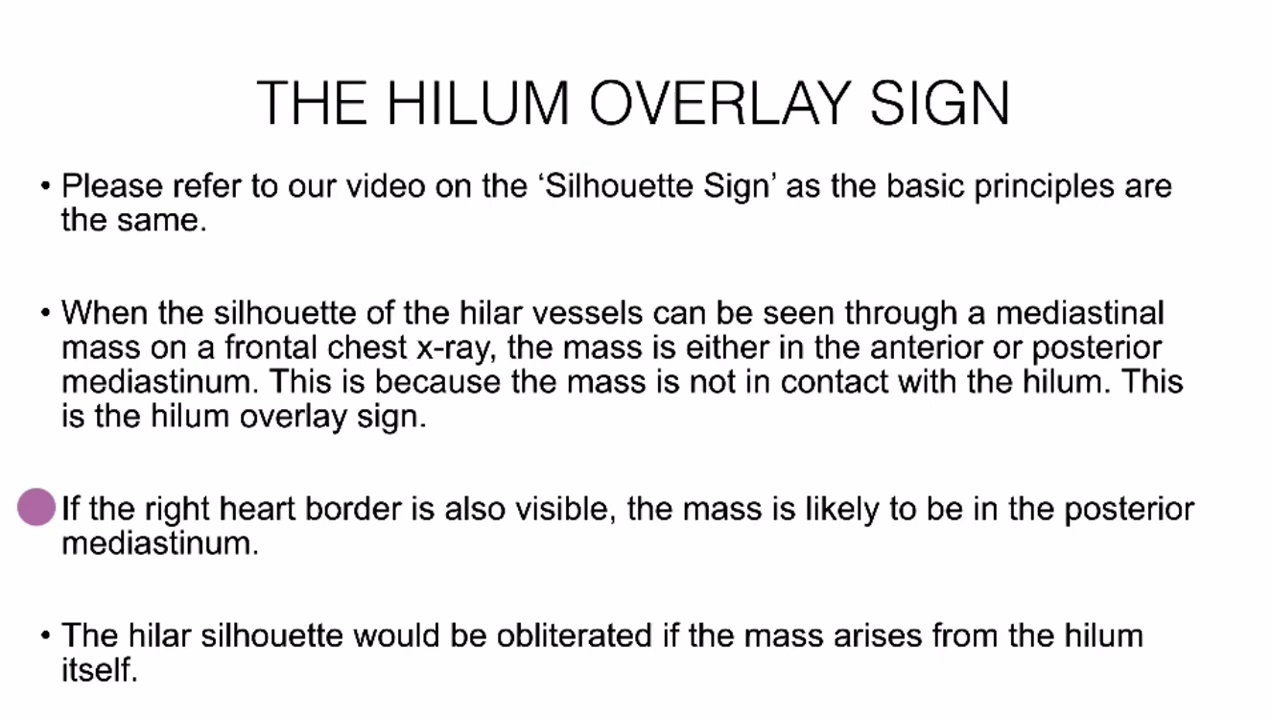 THE HILUM OVERLAY SIGN
• Please refer to our video on the ‘Silhouette Sign’ as the basic principles are
the same.
• When the silhouette of the hilar vessels can be seen through a mediastinal
mass on a frontal chest x-ray, the mass is either in the anterior or posterior
mediastinum. This is because the mass is not in contact with the hilum. This
is the hilum overlay sign.
If the right heart border is also visible, the mass is likely to be in the posterior
mediastinum.
• The hilar silhouette would be obliterated if the mass arises from the hilum
itself.